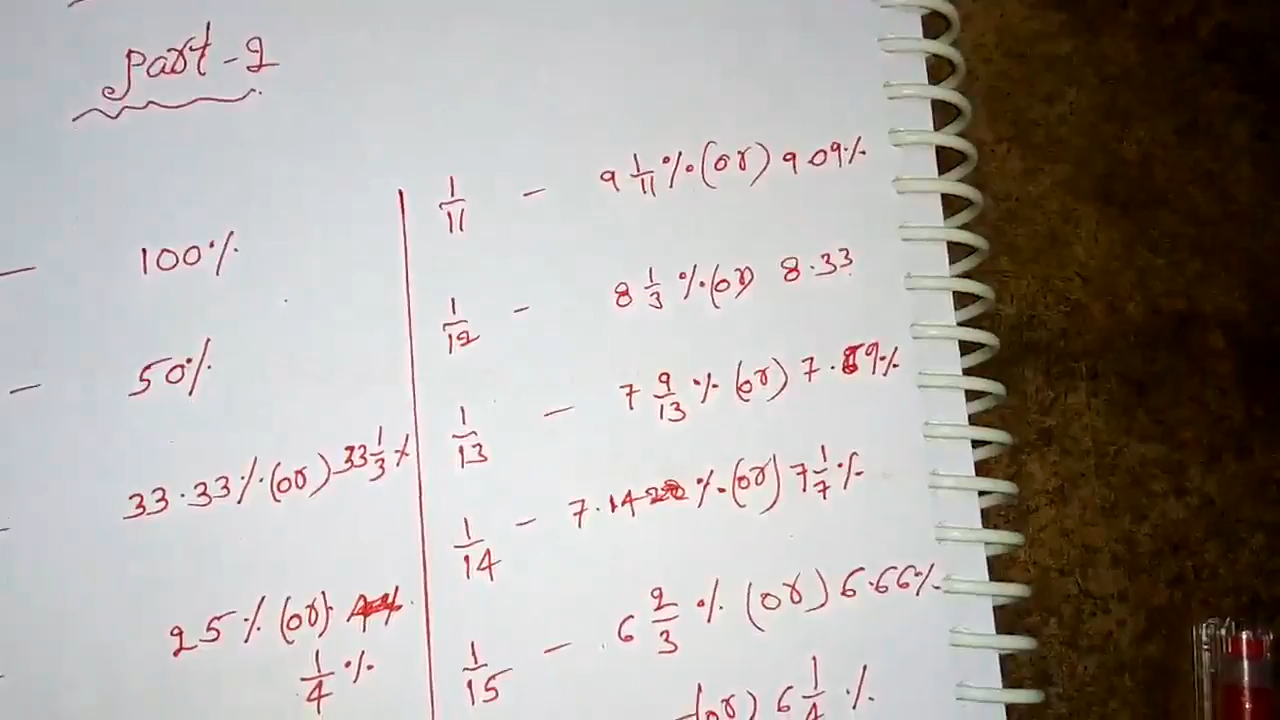 Part-2
— 100%
— 50%
33.33% (or) 33 1/3 %
25% (or)
1/4 %
1/11 — 9 1/11 % (or) 9.09%
1/12 — 8 1/3 % (or) 8.33
1/13 — 7 9/13 % (or) 7.69%
1/14 — 7.14 % (or) 7 1/7 %
1/15 — 6 2/3 % (or) 6.66%
(or) 6 1/4 %